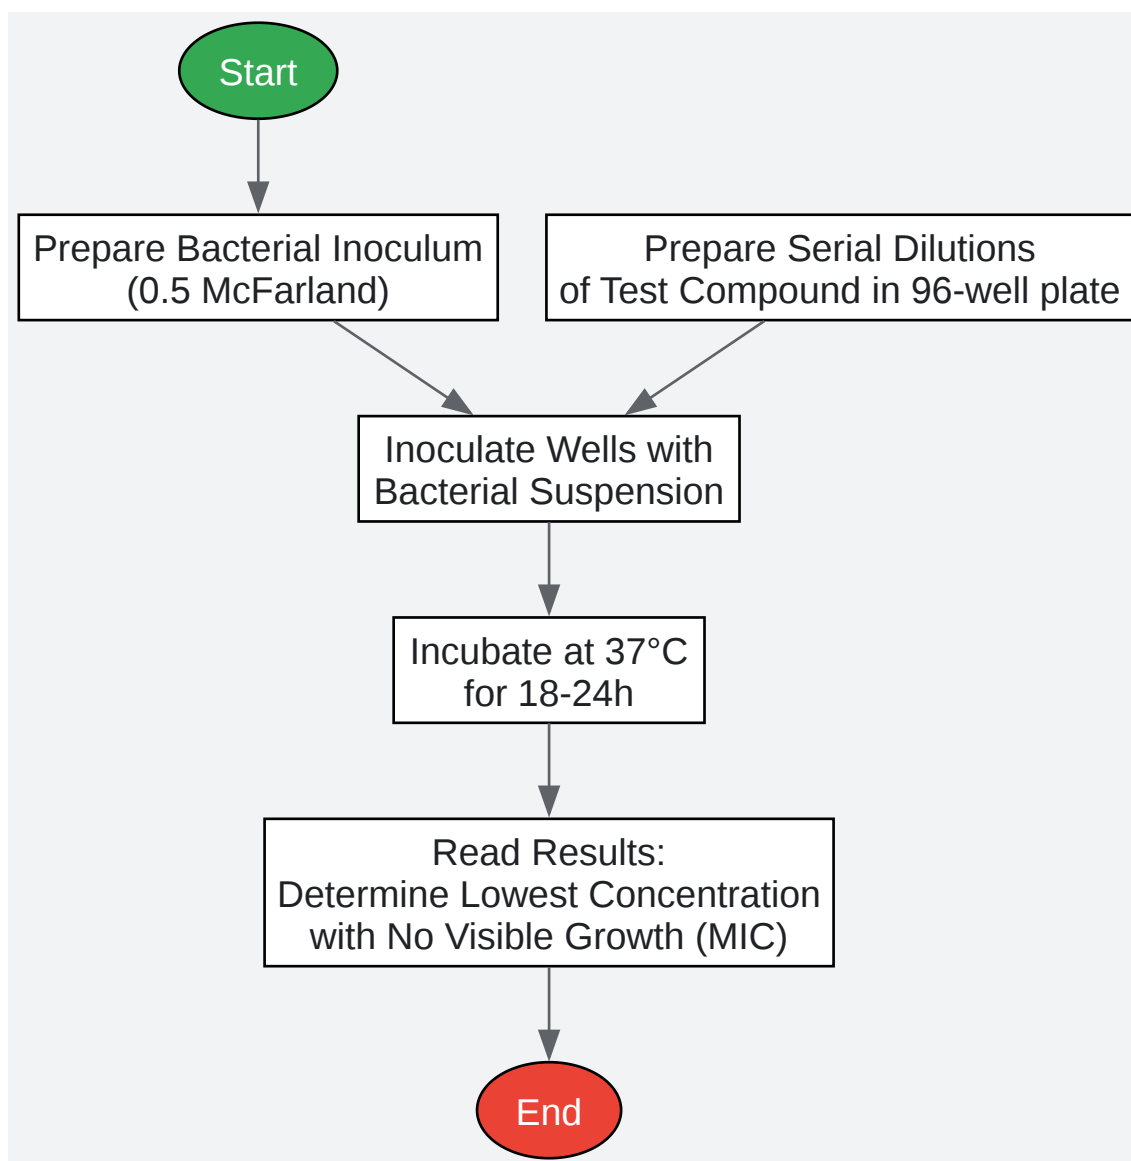 Start
Prepare Bacterial Inoculum
(0.5 McFarland)
Prepare Serial Dilutions
of Test Compound in 96-well plate
Inoculate Wells with
Bacterial Suspension
Incubate at 37°C
for 18-24h
Read Results:
Determine Lowest Concentration
with No Visible Growth (MIC)
End